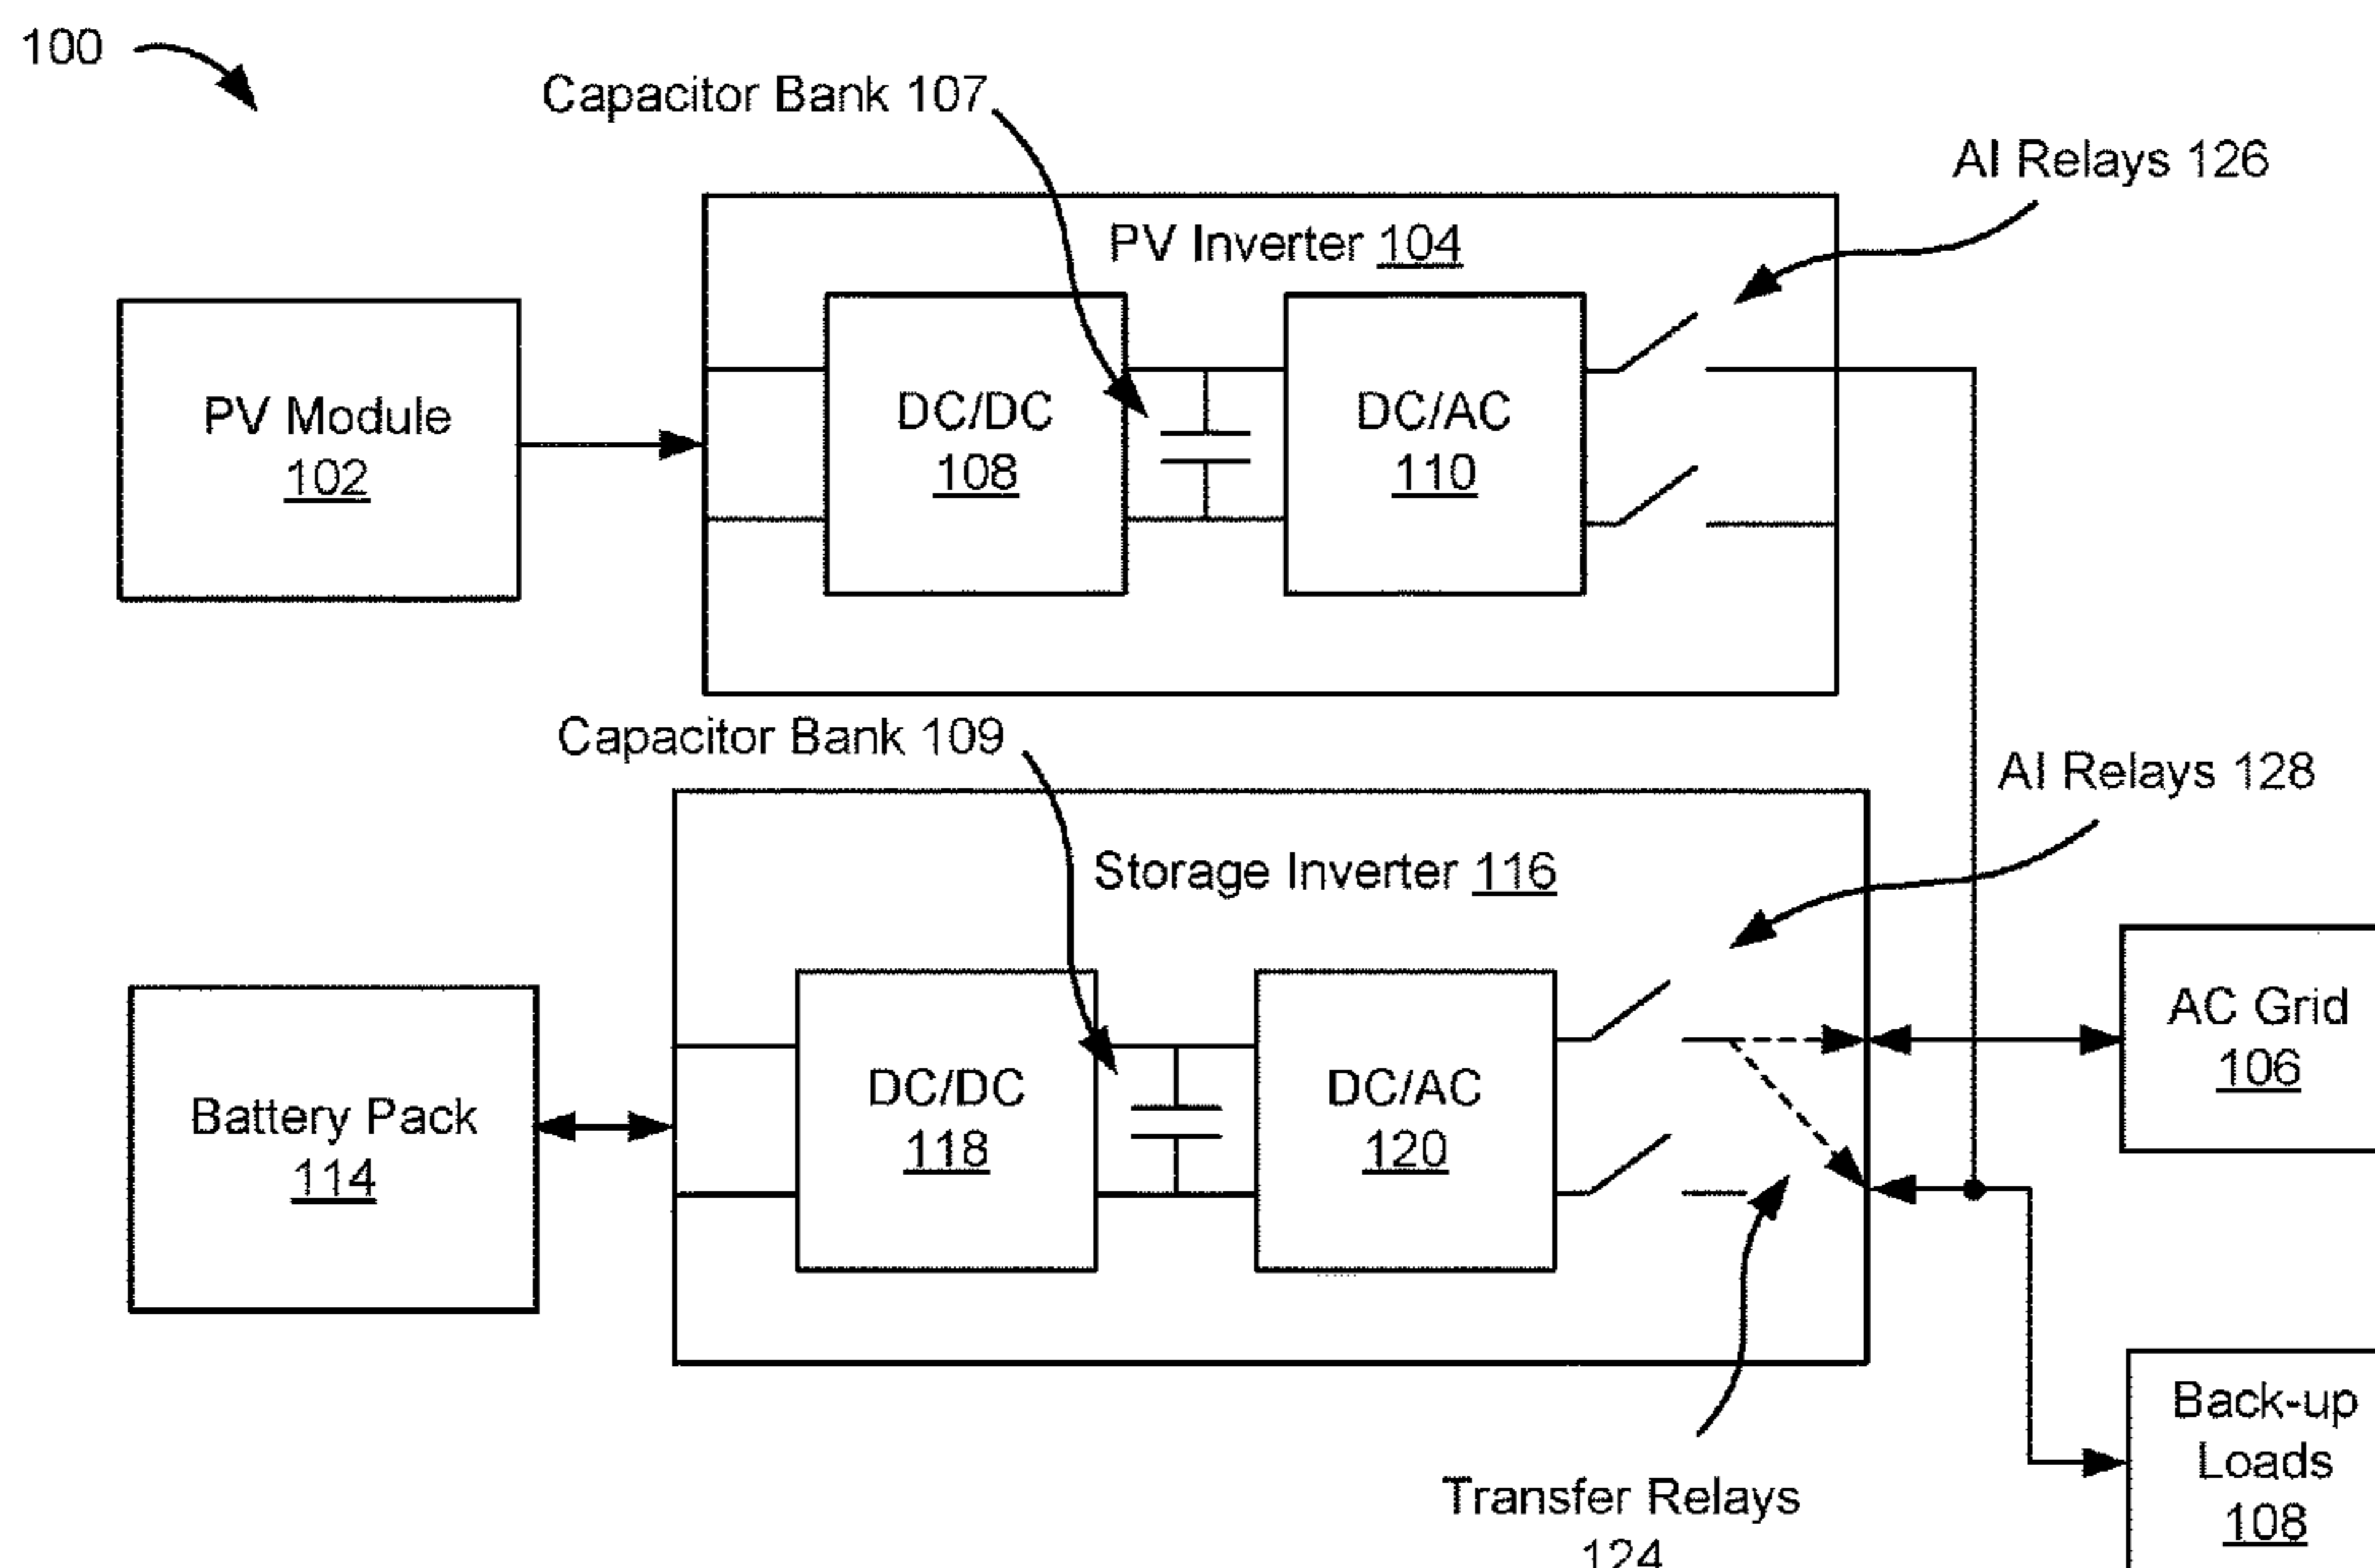 100
Capacitor Bank 107
AI Relays 126
PV Inverter 104
PV Module
102
DC/DC
108
DC/AC
110
Capacitor Bank 109
AI Relays 128
Storage Inverter 116
Battery Pack
114
DC/DC
118
DC/AC
120
AC Grid
106
Transfer Relays
124
Back-up
Loads
108